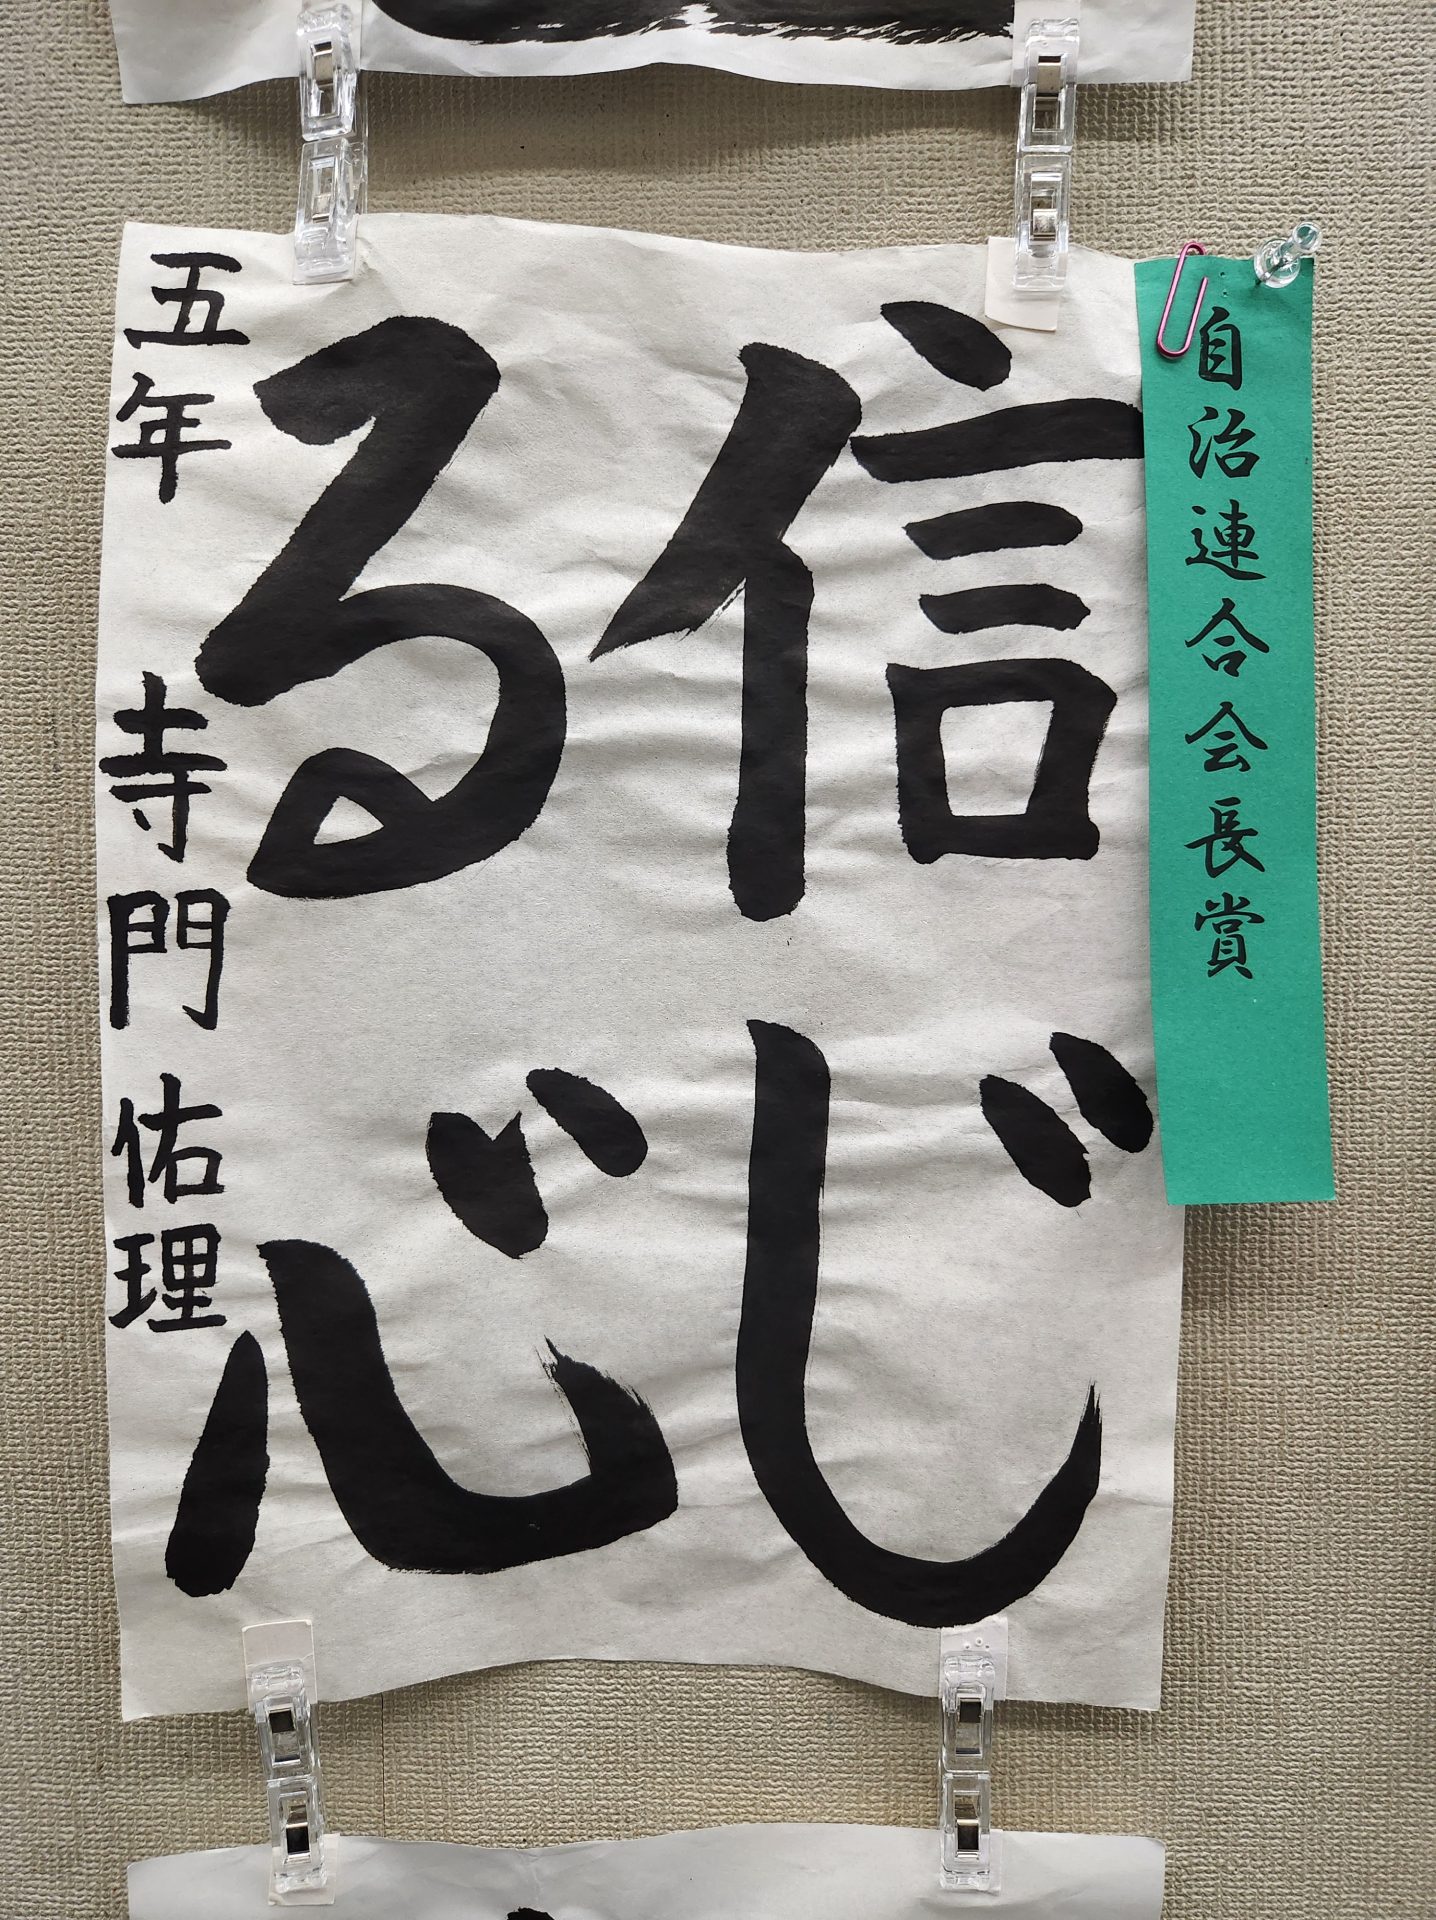 自治連合会長賞
信じ
る心
五年 寺門佑理